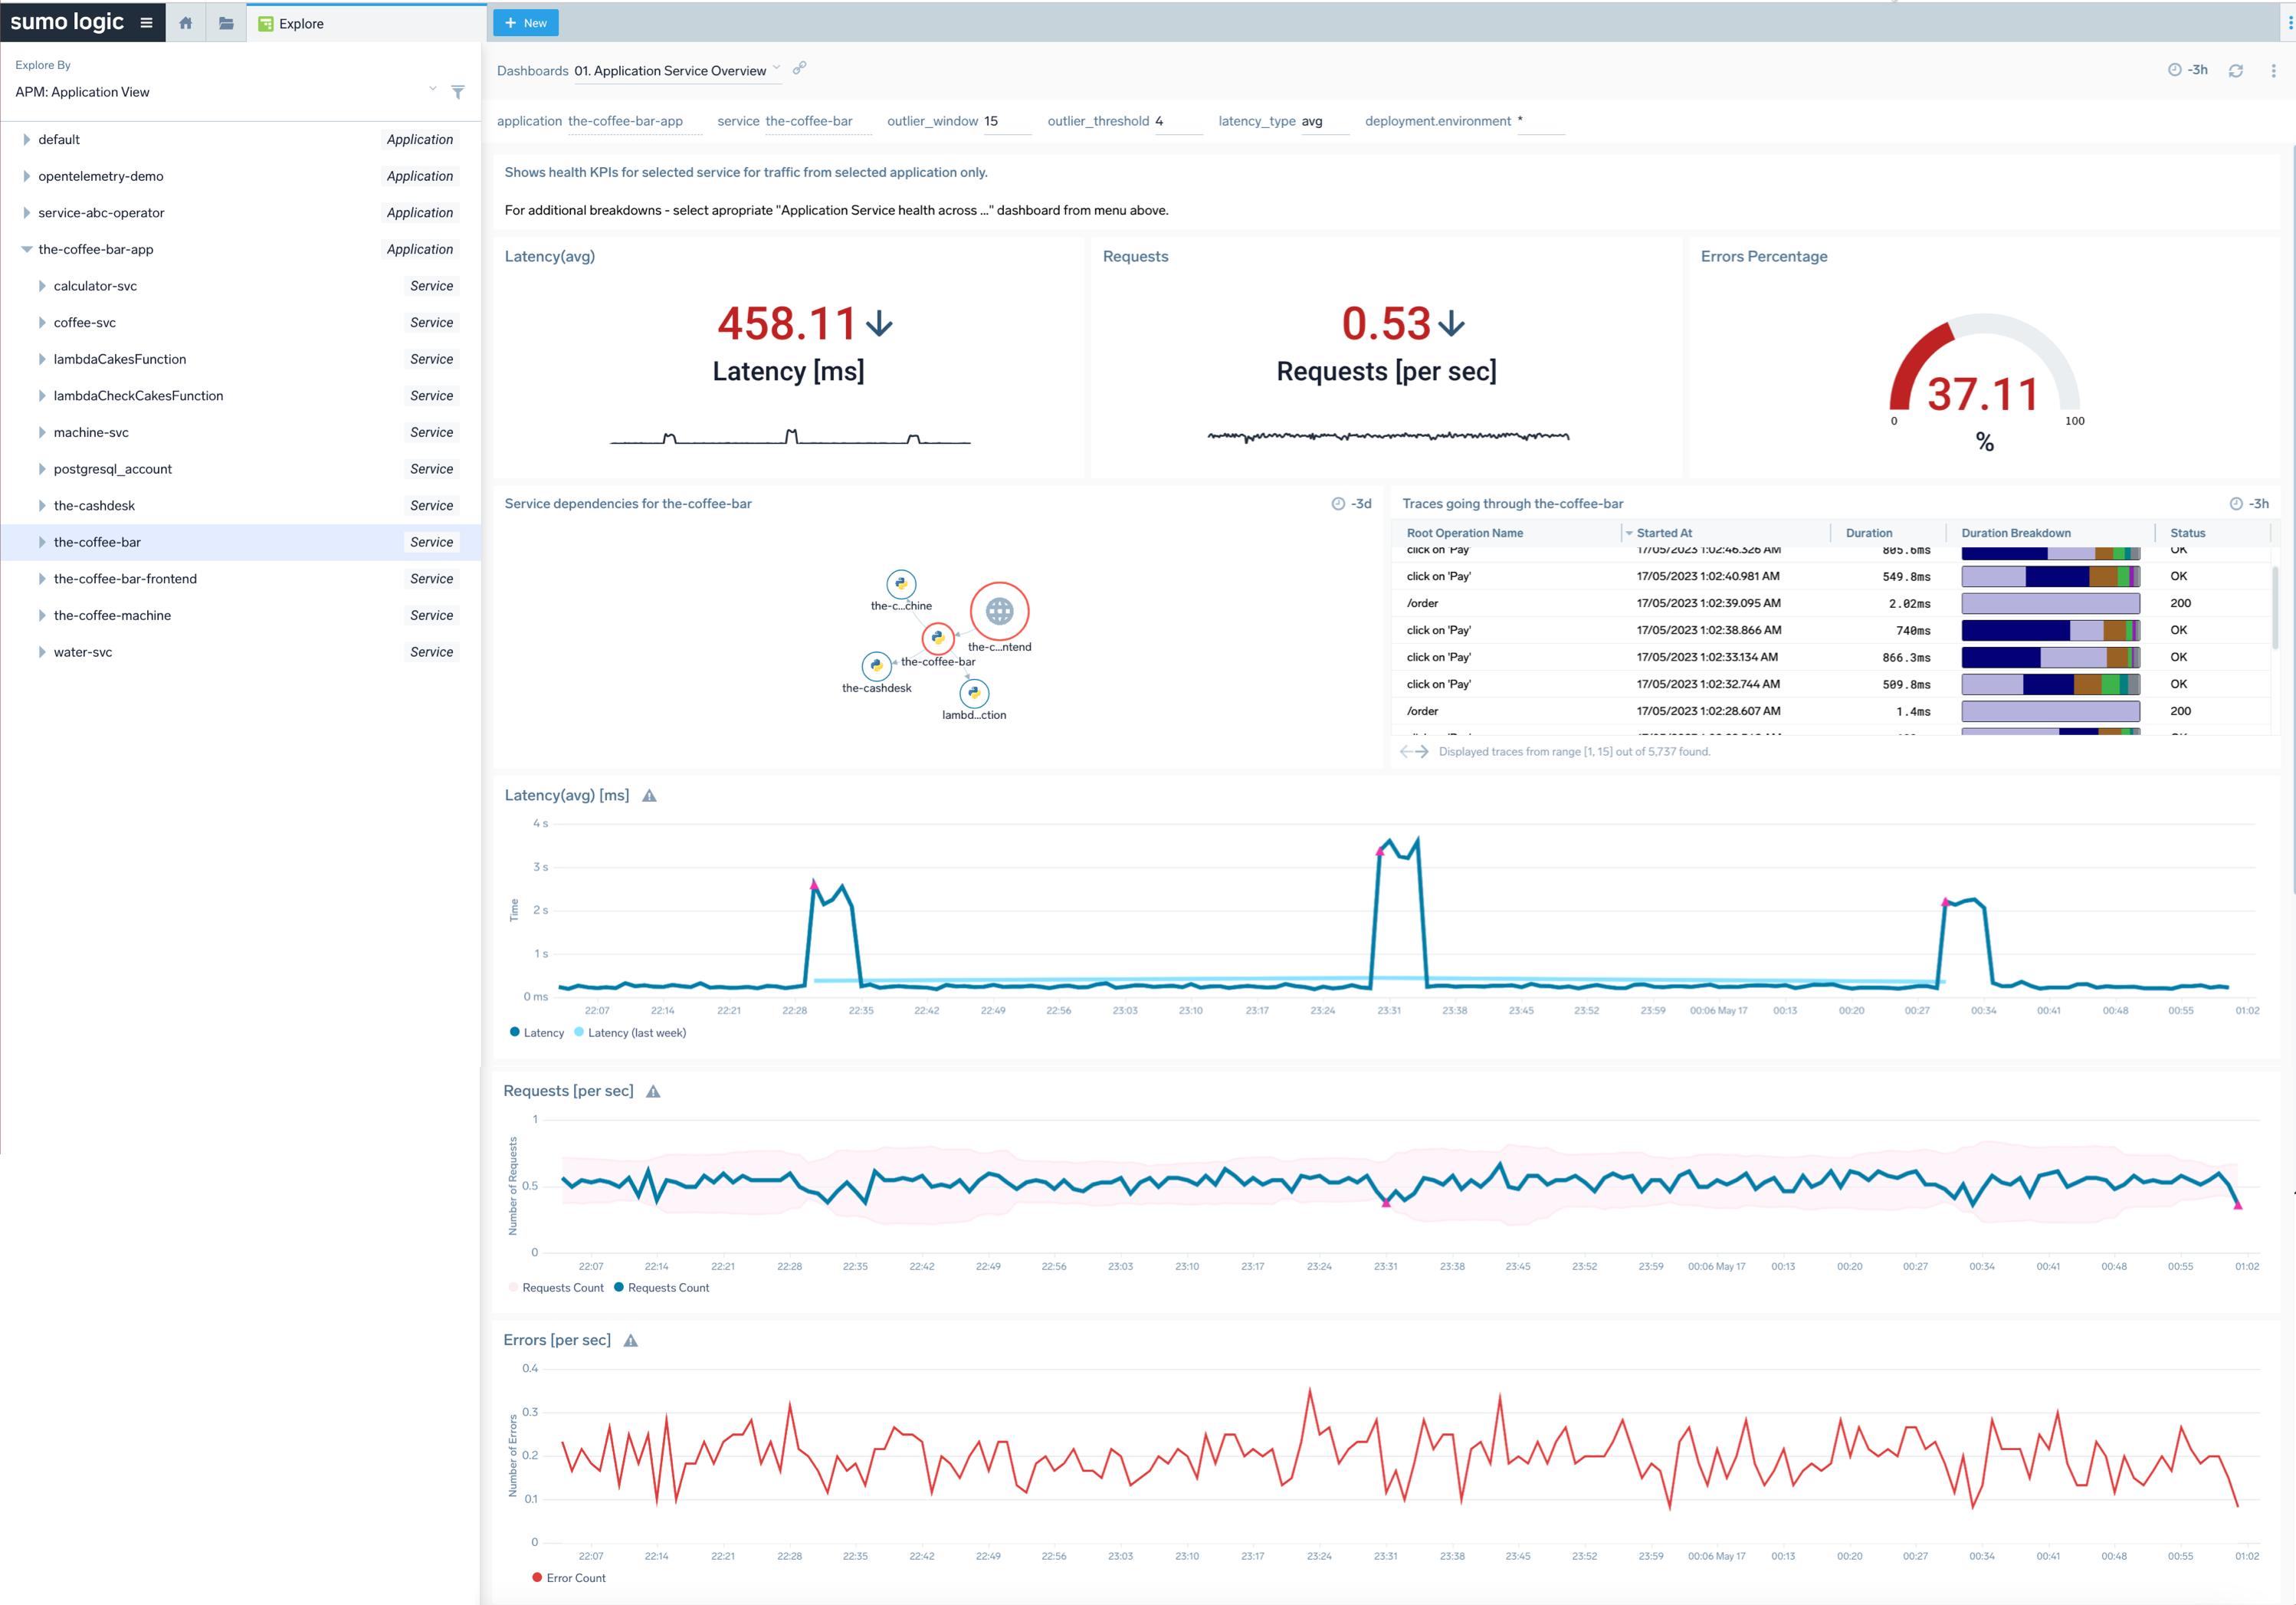 sumo logic
Explore
+ New
Explore By
APM: Application View
default Application
opentelemetry-demo Application
service-abc-operator Application
the-coffee-bar-app Application
calculator-svc Service
coffee-svc Service
lambdaCakesFunction Service
lambdaCheckCakesFunction Service
machine-svc Service
postgresql_account Service
the-cashdesk Service
the-coffee-bar Service
the-coffee-bar-frontend Service
the-coffee-machine Service
water-svc Service
Dashboards 01. Application Service Overview
-3h
application the-coffee-bar-app service the-coffee-bar outlier_window 15 outlier_threshold 4 latency_type avg deployment.environment *
Shows health KPIs for selected service for traffic from selected application only.
For additional breakdowns - select apropriate "Application Service health across ..." dashboard from menu above.
Latency(avg)
458.11
Latency [ms]
Requests
0.53
Requests [per sec]
Errors Percentage
37.11
0 100
%
Service dependencies for the-coffee-bar -3d
the-c...chine
the-c...ntend
the-coffee-bar
the-cashdesk
lambd...ction
Traces going through the-coffee-bar -3h
Root Operation Name Started At Duration Duration Breakdown Status
click on 'Pay' 17/05/2023 1:02:46.326 AM 805.6ms OK
click on 'Pay' 17/05/2023 1:02:40.981 AM 549.8ms OK
/order 17/05/2023 1:02:39.095 AM 2.02ms 200
click on 'Pay' 17/05/2023 1:02:38.866 AM 740ms OK
click on 'Pay' 17/05/2023 1:02:33.134 AM 866.3ms OK
click on 'Pay' 17/05/2023 1:02:32.744 AM 509.8ms OK
/order 17/05/2023 1:02:28.607 AM 1.4ms 200
Displayed traces from range [1, 15] out of 5,737 found.
Latency(avg) [ms]
Time
4 s
3 s
2 s
1 s
0 ms
22:07 22:14 22:21 22:28 22:35 22:42 22:49 22:56 23:03 23:10 23:17 23:24 23:31 23:38 23:45 23:52 23:59 00:06 May 17 00:13 00:20 00:27 00:34 00:41 00:48 00:55 01:02
Latency Latency (last week)
Requests [per sec]
Number of Requests
1
0.5
0
22:07 22:14 22:21 22:28 22:35 22:42 22:49 22:56 23:03 23:10 23:17 23:24 23:31 23:38 23:45 23:52 23:59 00:06 May 17 00:13 00:20 00:27 00:34 00:41 00:48 00:55 01:02
Requests Count Requests Count
Errors [per sec]
Number of Errors
0.4
0.3
0.2
0.1
0
22:07 22:14 22:21 22:28 22:35 22:42 22:49 22:56 23:03 23:10 23:17 23:24 23:31 23:38 23:45 23:52 23:59 00:06 May 17 00:13 00:20 00:27 00:34 00:41 00:48 00:55 01:02
Error Count